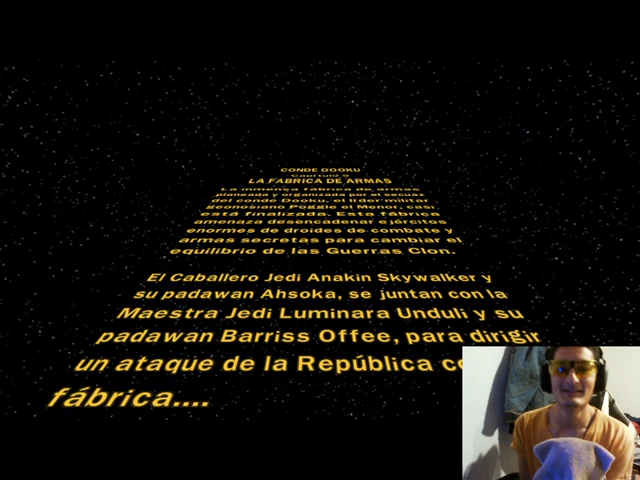 CONDE DOOKU
Capítulo 9
LA FÁBRICA DE ARMAS
La inmensa fábrica de armas
planeada y organizada por el secuaz
del conde Dooku, el líder militar
geonosiano Poggle el Menor, casi
está finalizada. Esta fábrica
amenaza desencadenar ejércitos
enormes de droides de combate y
armas secretas para cambiar el
equilibrio de las Guerras Clon.
El Caballero Jedi Anakin Skywalker y
su padawan Ahsoka, se juntan con la
Maestra Jedi Luminara Unduli y su
padawan Barriss Offee, para dirigir
un ataque de la República co
fábrica....